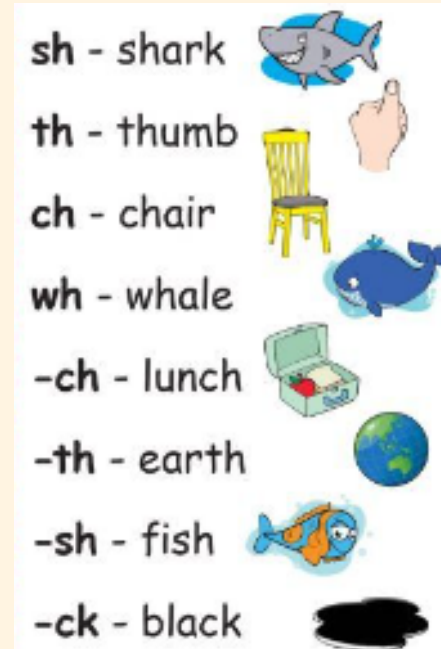 sh - shark
th - thumb
ch - chair
wh - whale
-ch - lunch
-th - earth
-sh - fish
-ck - black